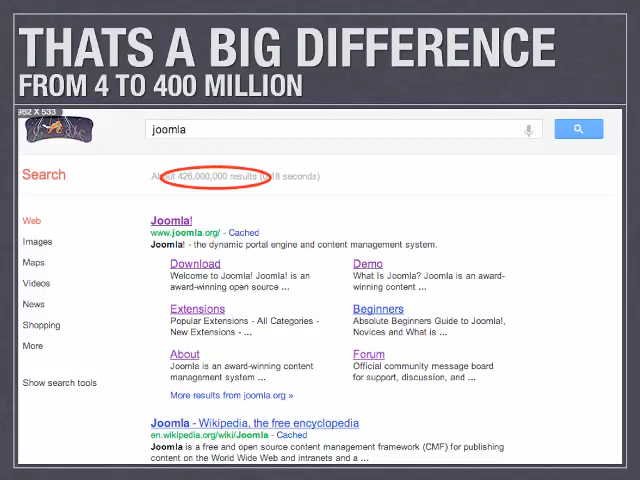 THATS A BIG DIFFERENCE
FROM 4 TO 400 MILLION
962 X 533
joomla
Search
About 426,000,000 results (0.18 seconds)
Web
Images
Maps
Videos
News
Shopping
More
Show search tools
Joomla!
www.joomla.org/ - Cached
Joomla! - the dynamic portal engine and content management system.
Download
Welcome to Joomla! Joomla! is an
award-winning open source ...
Demo
What Is Joomla? Joomla is an award-
winning content ...
Extensions
Popular Extensions - All Categories -
New Extensions - ...
Beginners
Absolute Beginners Guide to Joomla!,
Novices and What is ...
About
Joomla is an award-winning content
management system ...
Forum
Official community message board
for support, discussion, and ...
More results from joomla.org »
Joomla - Wikipedia, the free encyclopedia
en.wikipedia.org/wiki/Joomla - Cached
Joomla is a free and open source content management framework (CMF) for publishing
content on the World Wide Web and intranets and a ...